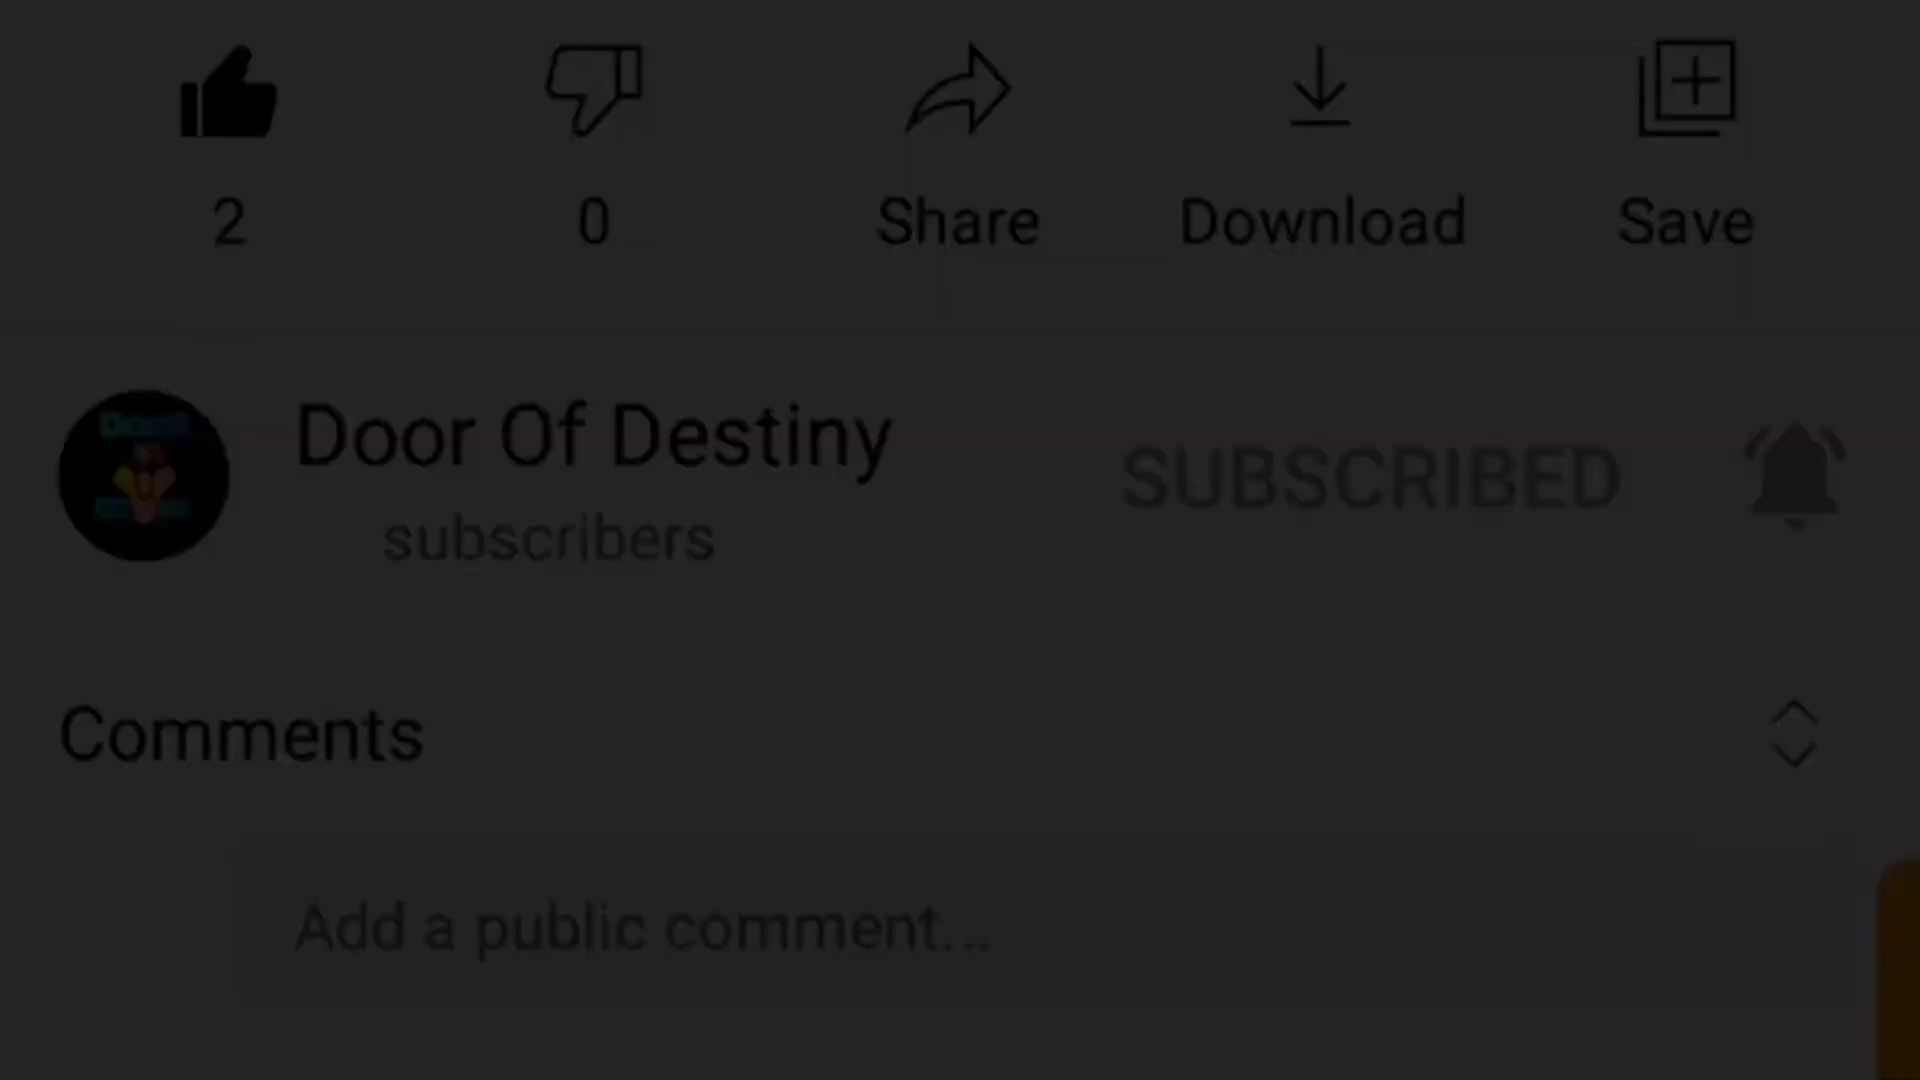 2 0 Share Download Save
Door Of Destiny
SUBSCRIBED
subscribers
Comments
Add a public comment...